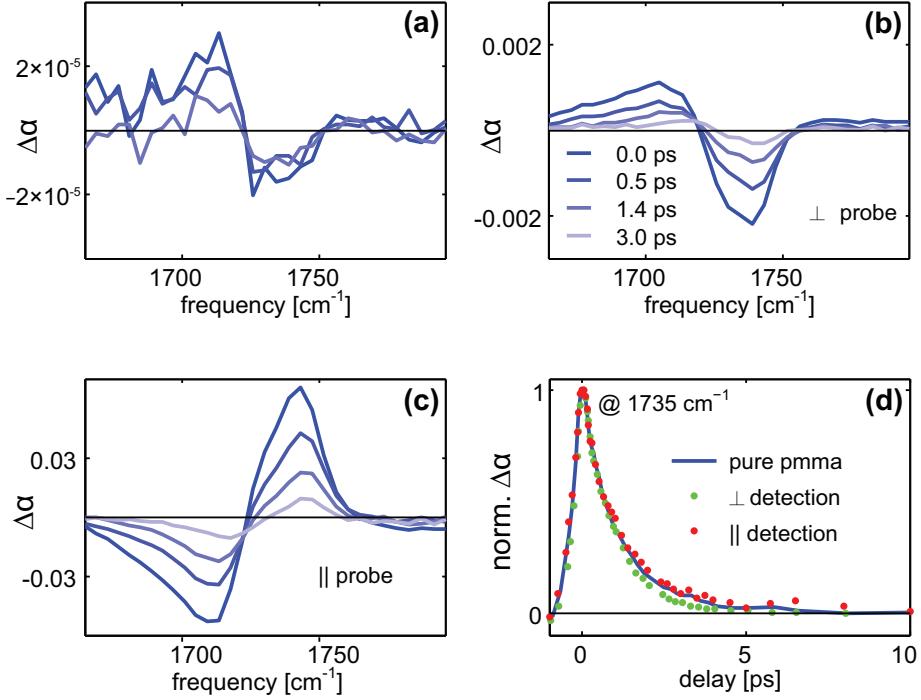 (a)
2×10⁻⁵
-2×10⁻⁵
Δα
1700 1750
frequency [cm⁻¹]
(b)
0.002
-0.002
Δα
0.0 ps
0.5 ps
1.4 ps
3.0 ps
⊥ probe
1700 1750
frequency [cm⁻¹]
(c)
0.03
-0.03
Δα
|| probe
1700 1750
frequency [cm⁻¹]
(d)
@ 1735 cm⁻¹
1
0
norm. Δα
pure pmma
⊥ detection
|| detection
0 5 10
delay [ps]